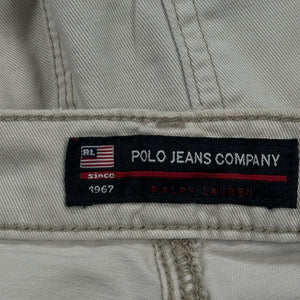 RL
POLO JEANS COMPANY
since
1967
RALPH LAUREN